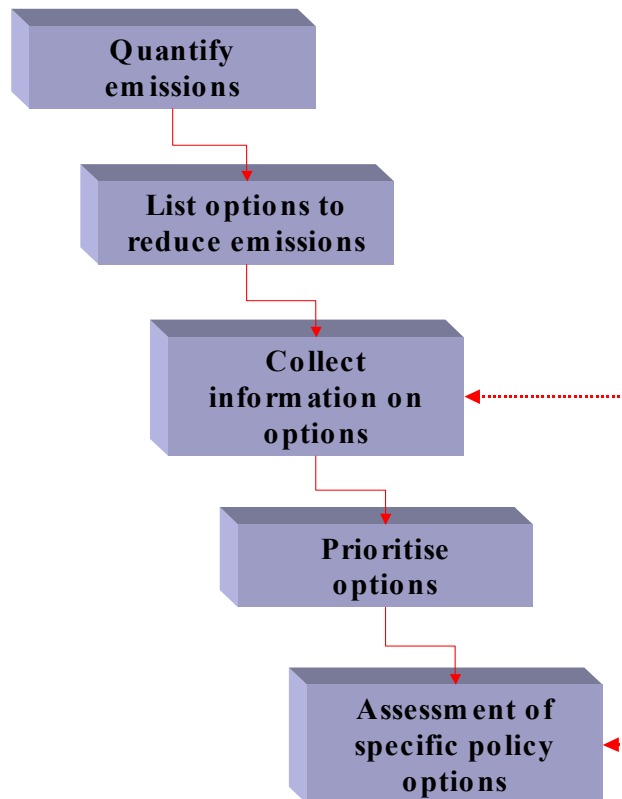 Quantify
emissions
List options to
reduce emissions
Collect
information on
options
Prioritise
options
Assessment of
specific policy
options